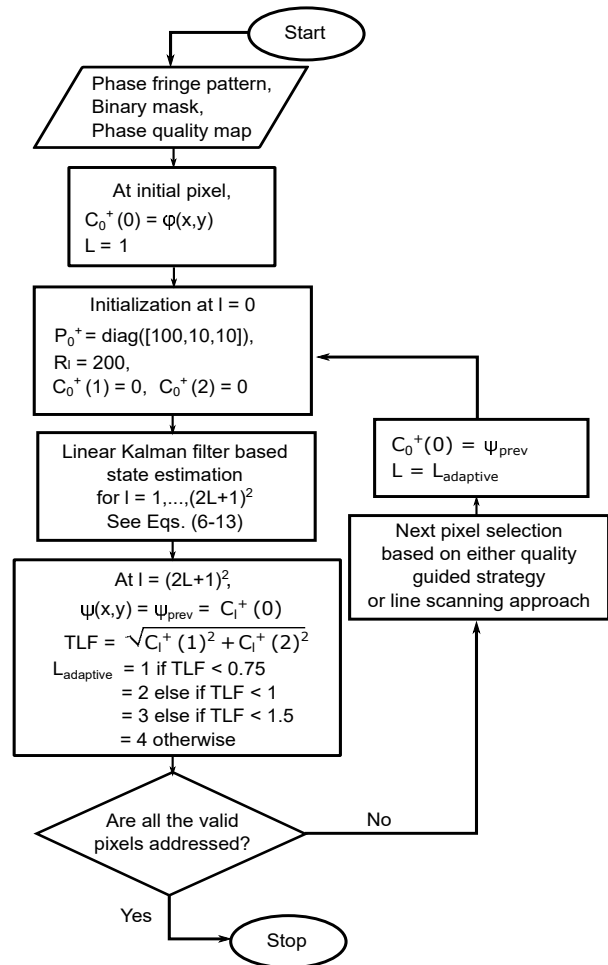 Start
Phase fringe pattern,
Binary mask,
Phase quality map
At initial pixel,
C₀⁺(0) = φ(x,y)
L = 1
Initialization at l = 0
P₀⁺ = diag([100,10,10]),
Rₗ = 200,
C₀⁺(1) = 0, C₀⁺(2) = 0
Linear Kalman filter based
state estimation
for l = 1,...,(2L+1)²
See Eqs. (6-13)
At l = (2L+1)²,
ψ(x,y) = ψprev = Cₗ⁺(0)
TLF = √Cₗ⁺(1)² + Cₗ⁺(2)²
Ladaptive = 1 if TLF < 0.75
= 2 else if TLF < 1
= 3 else if TLF < 1.5
= 4 otherwise
Are all the valid
pixels addressed?
No
Next pixel selection
based on either quality
guided strategy
or line scanning approach
C₀⁺(0) = ψprev
L = Ladaptive
Yes
Stop